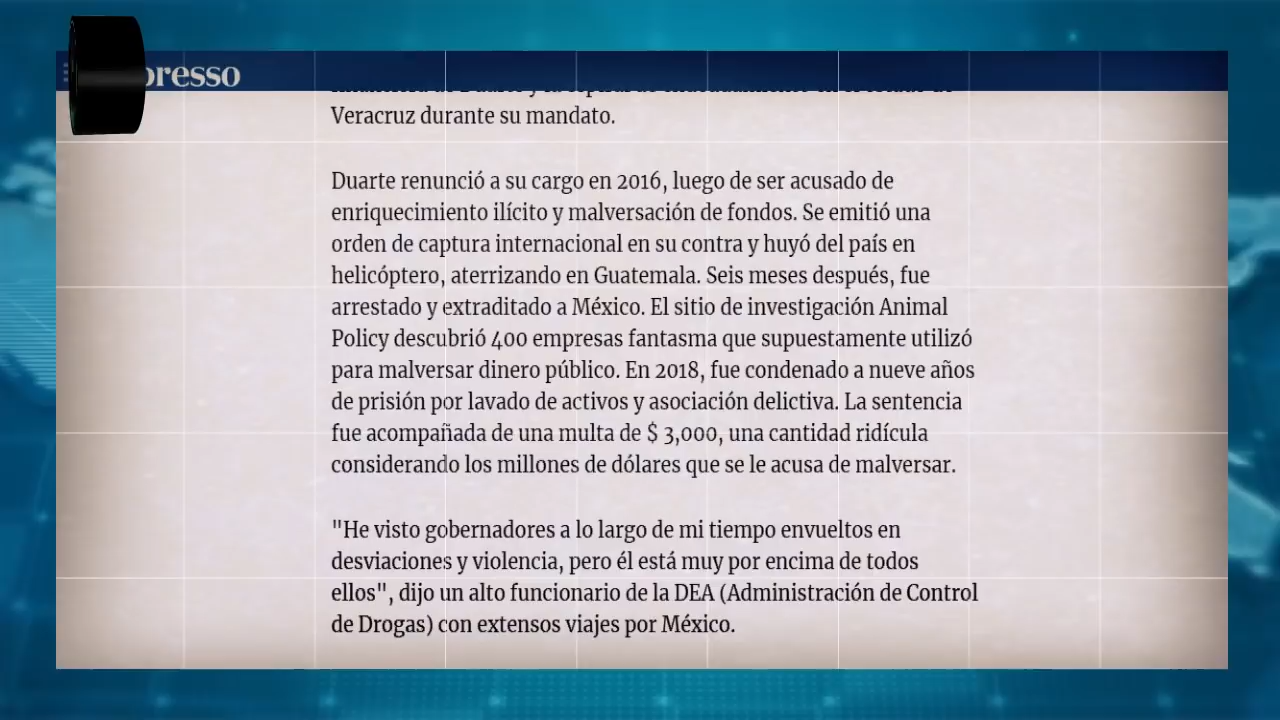 presso
Veracruz durante su mandato.
Duarte renunció a su cargo en 2016, luego de ser acusado de
enriquecimiento ilícito y malversación de fondos. Se emitió una
orden de captura internacional en su contra y huyó del país en
helicóptero, aterrizando en Guatemala. Seis meses después, fue
arrestado y extraditado a México. El sitio de investigación Animal
Policy descubrió 400 empresas fantasma que supuestamente utilizó
para malversar dinero público. En 2018, fue condenado a nueve años
de prisión por lavado de activos y asociación delictiva. La sentencia
fue acompañada de una multa de $ 3,000, una cantidad ridícula
considerando los millones de dólares que se le acusa de malversar.
"He visto gobernadores a lo largo de mi tiempo envueltos en
desviaciones y violencia, pero él está muy por encima de todos
ellos", dijo un alto funcionario de la DEA (Administración de Control
de Drogas) con extensos viajes por México.